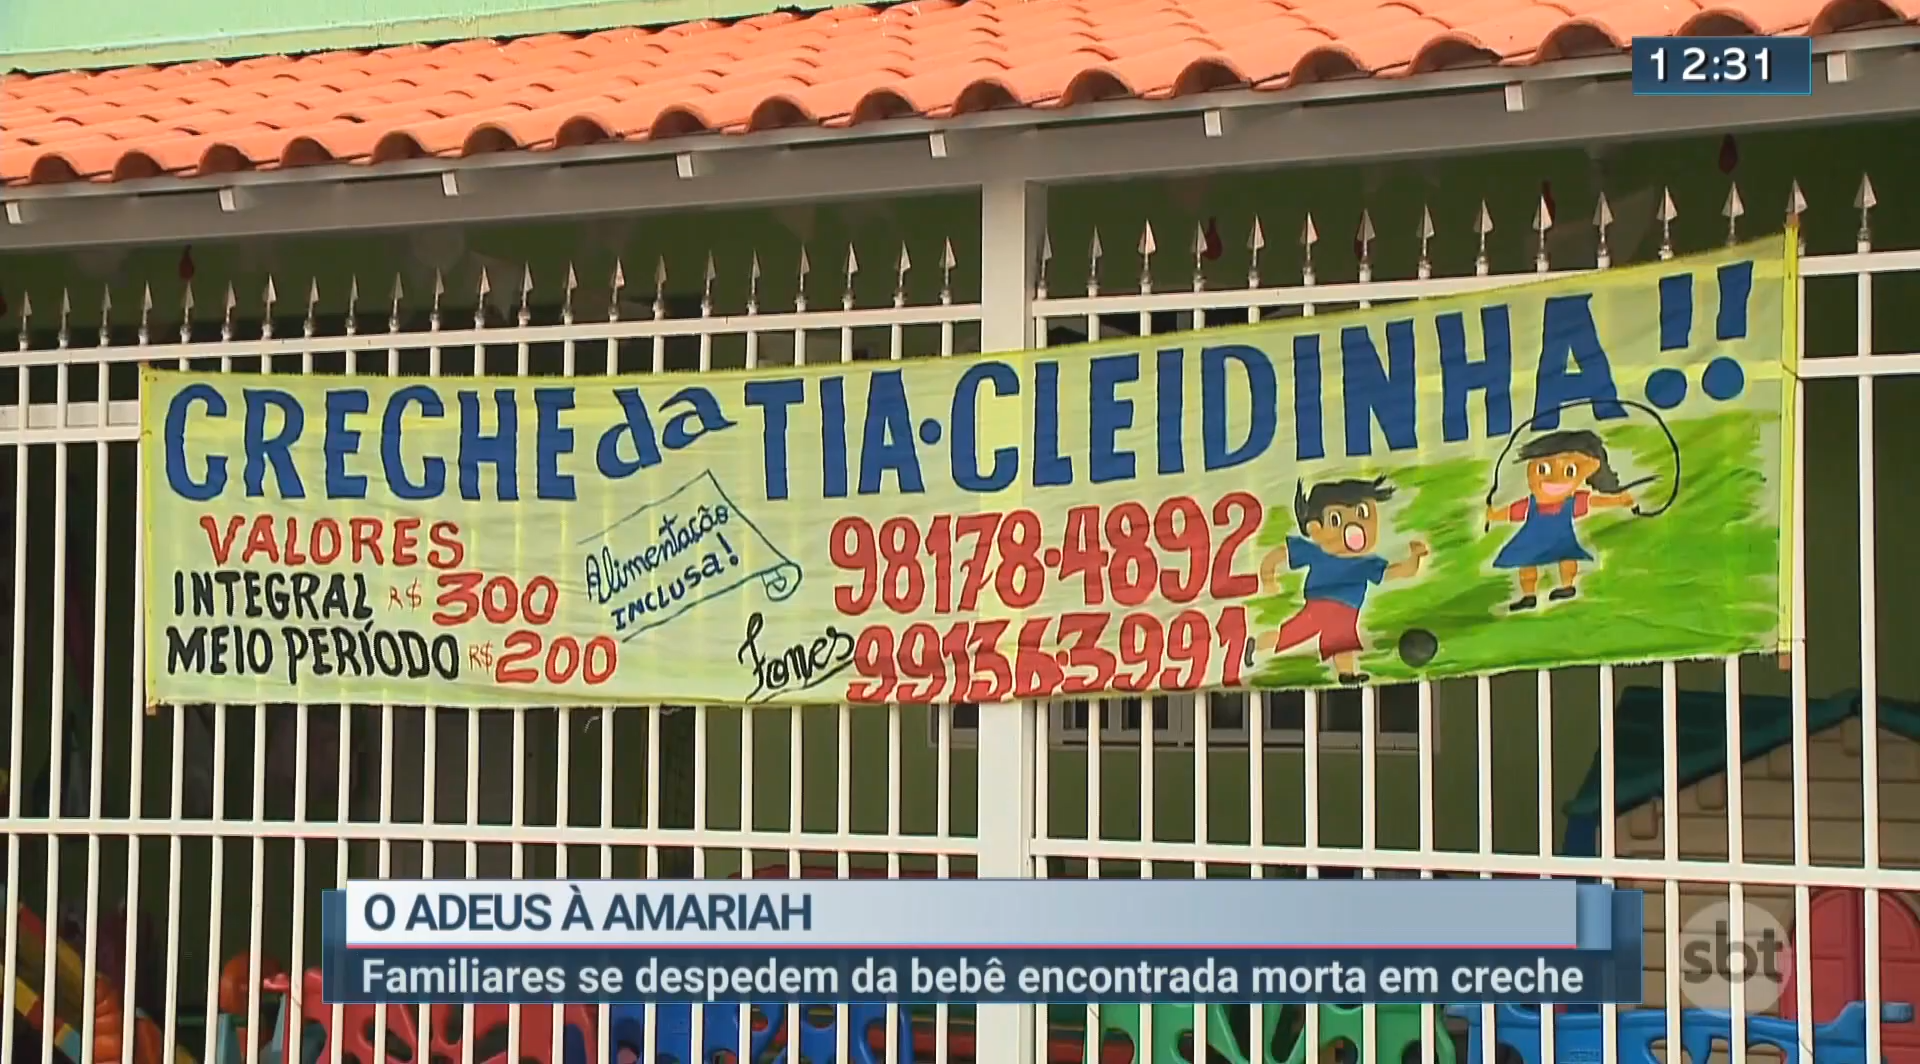 12:31
CRECHE da TIA·CLEIDINHA!!
VALORES
INTEGRAL R$ 300
MEIO PERÍODO R$ 200
Alimentação
INCLUSA!
98178·4892
Fones 99136·3991
O ADEUS À AMARIAH
Familiares se despedem da bebê encontrada morta em creche
sbt